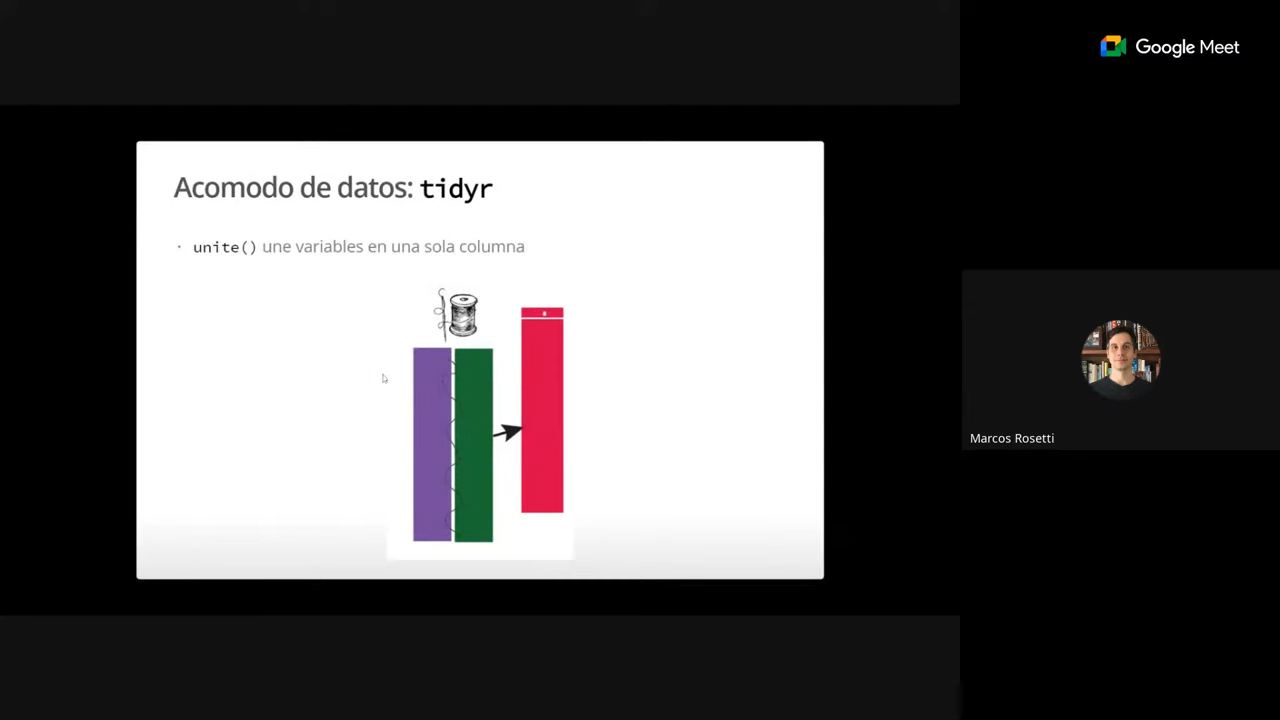 Google Meet
Acomodo de datos: tidyr
· unite() une variables en una sola columna
Marcos Rosetti